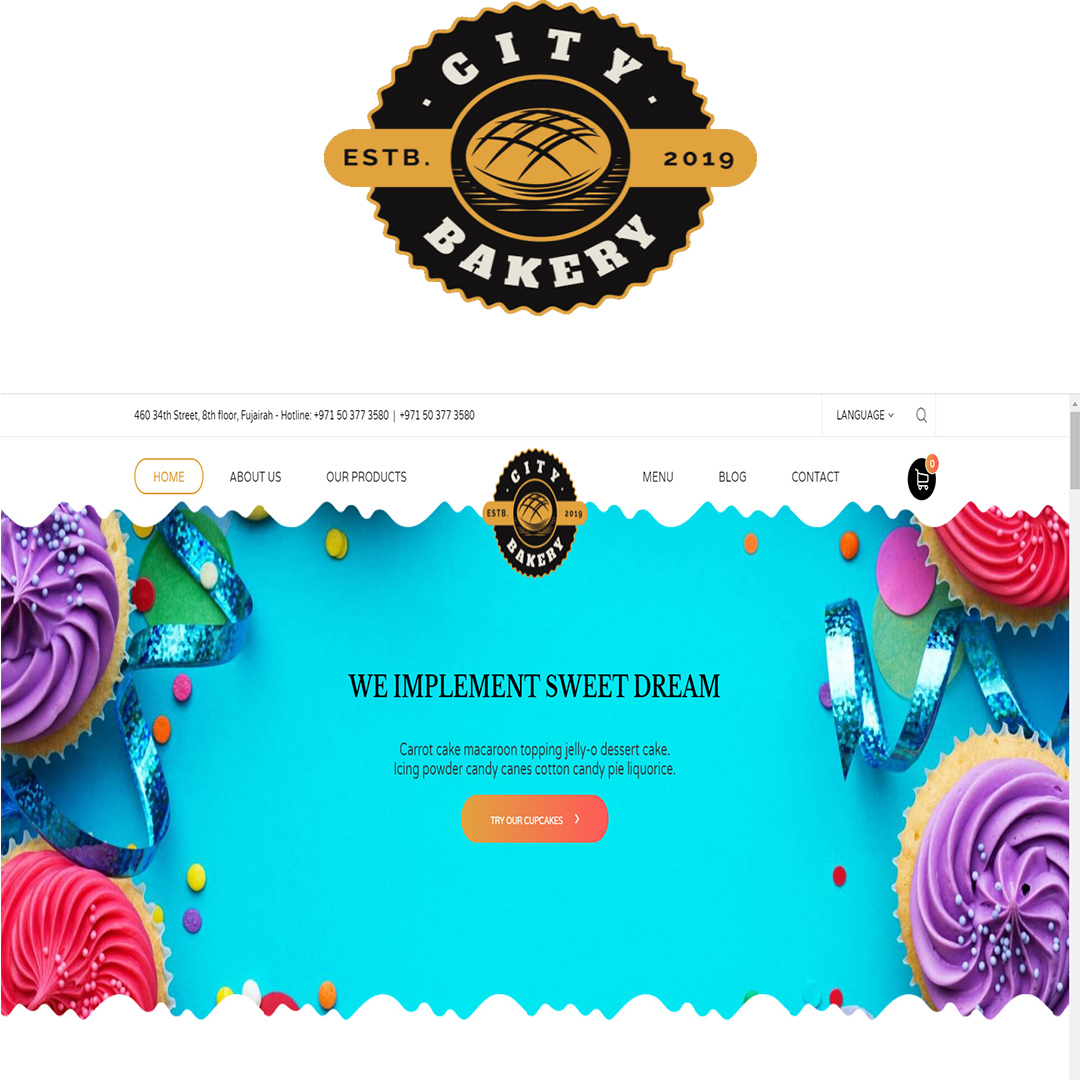 CITY
ESTB. 2019
BAKERY
460 34th Street, 8th floor, Fujairah - Hotline: +971 50 377 3580 | +971 50 377 3580
LANGUAGE
HOME ABOUT US OUR PRODUCTS MENU BLOG CONTACT 0
CITY
ESTB. 2019
BAKERY
WE IMPLEMENT SWEET DREAM
Carrot cake macaroon topping jelly-o dessert cake.
Icing powder candy canes cotton candy pie liquorice.
TRY OUR CUPCAKES